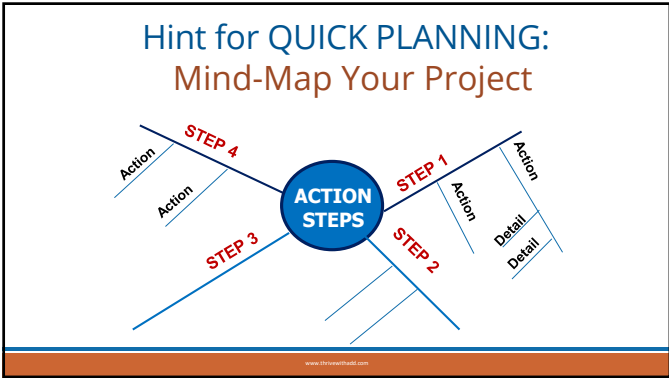 Hint for QUICK PLANNING:
Mind-Map Your Project
STEP 4
Action
Action
STEP 3
ACTION
STEPS
STEP 1
Action
Action
Detail
Detail
STEP 2
www.thrivewithadd.com